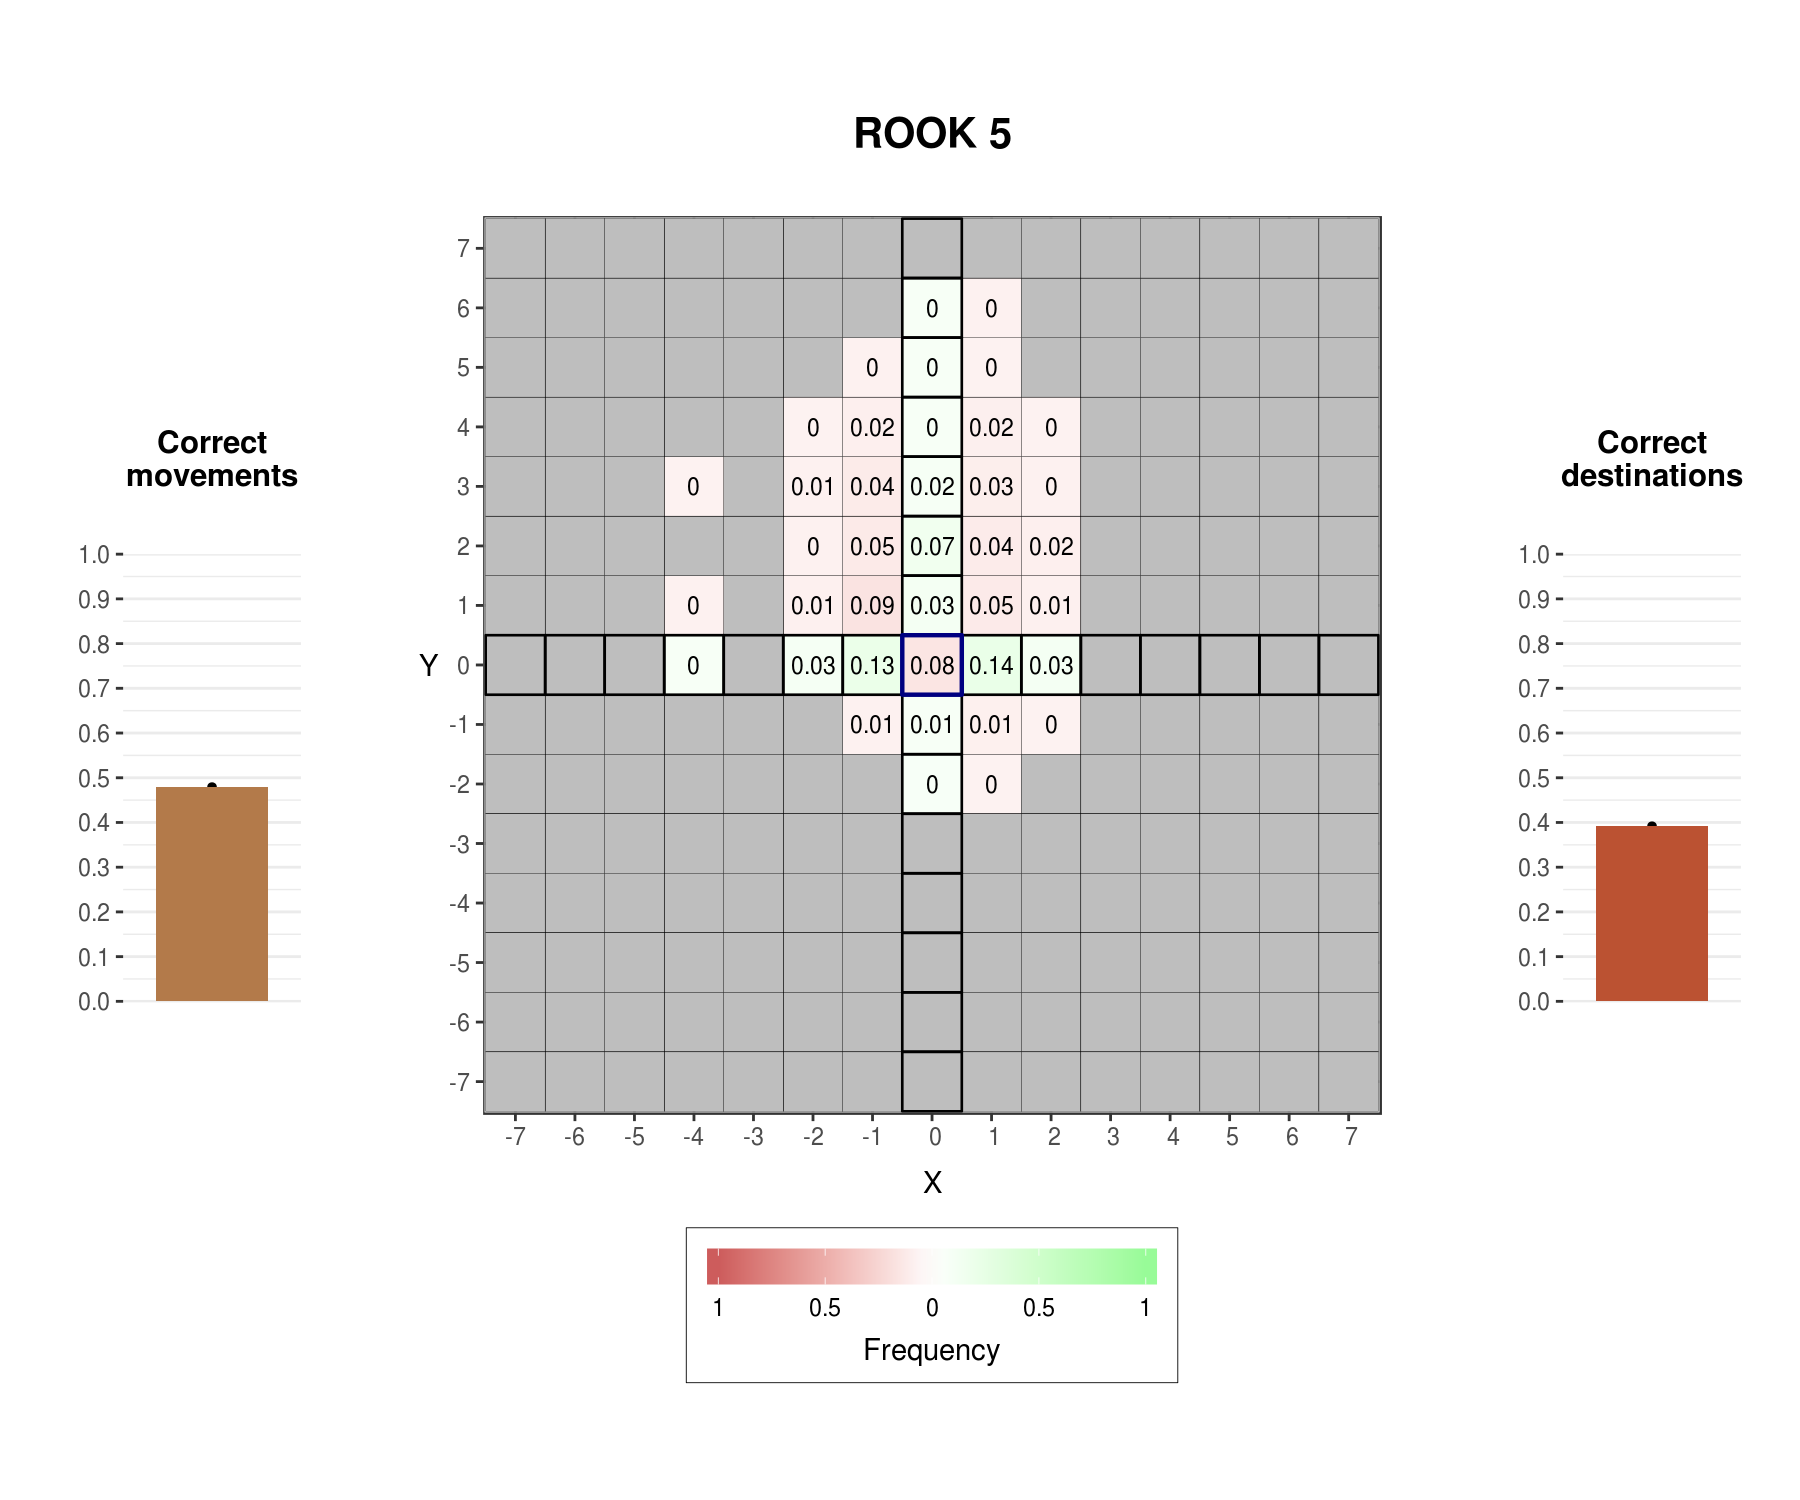 ROOK 5
Correct
movements
1.0
0.9
0.8
0.7
0.6
0.5
0.4
0.3
0.2
0.1
0.0
Y
7
6 0 0
5 0 0 0
4 0 0.02 0 0.02 0
3 0 0.01 0.04 0.02 0.03 0
2 0 0.05 0.07 0.04 0.02
1 0 0.01 0.09 0.03 0.05 0.01
0 0 0.03 0.13 0.08 0.14 0.03
-1 0.01 0.01 0.01 0
-2 0 0
-3
-4
-5
-6
-7
-7 -6 -5 -4 -3 -2 -1 0 1 2 3 4 5 6 7
X
1 0.5 0 0.5 1
Frequency
Correct
destinations
1.0
0.9
0.8
0.7
0.6
0.5
0.4
0.3
0.2
0.1
0.0